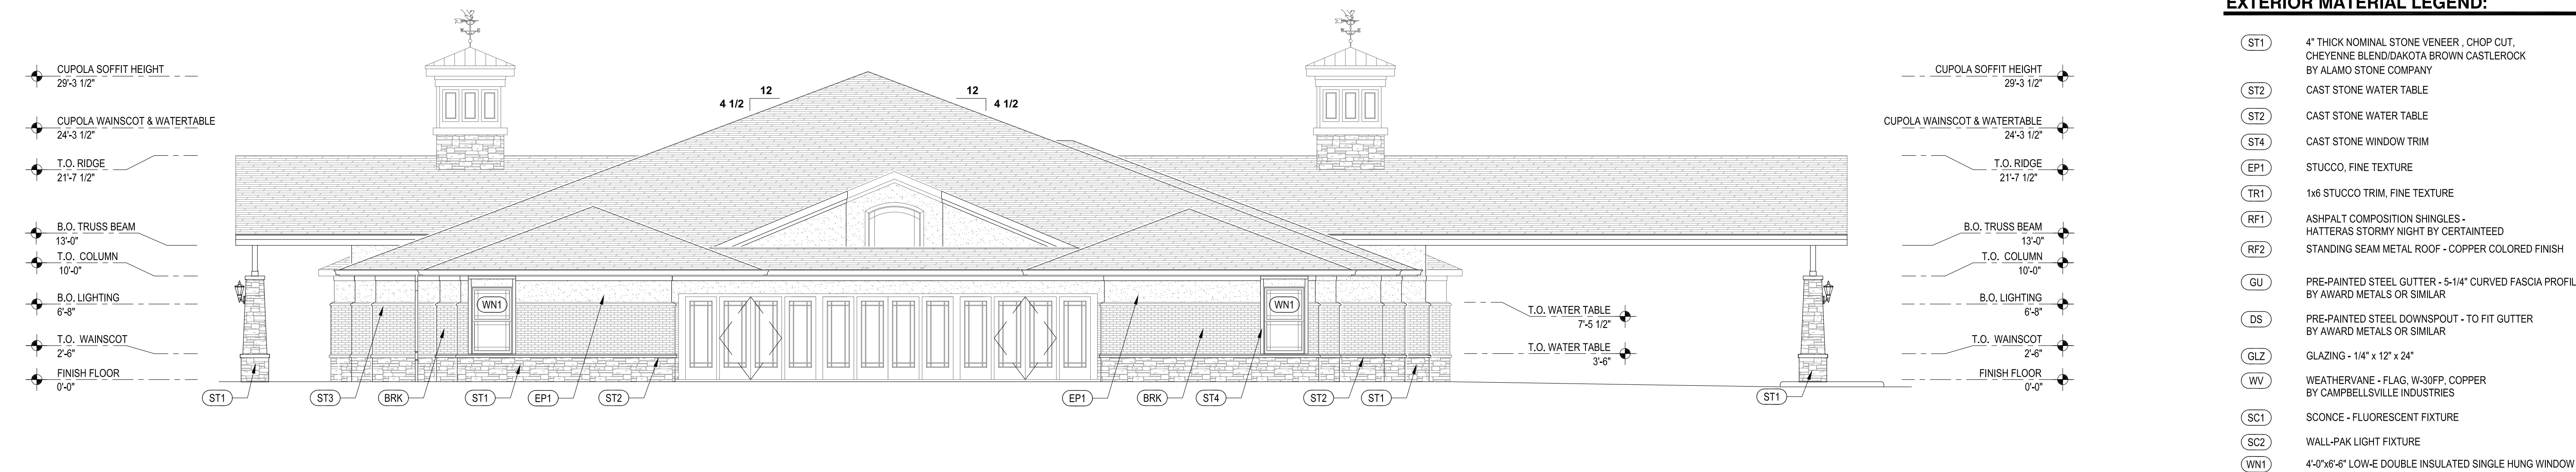 CUPOLA SOFFIT HEIGHT
29'-3 1/2"
CUPOLA WAINSCOT & WATERTABLE
24'-3 1/2"
T.O. RIDGE
21'-7 1/2"
B.O. TRUSS BEAM
13'-0"
T.O. COLUMN
10'-0"
B.O. LIGHTING
6'-8"
T.O. WAINSCOT
2'-6"
FINISH FLOOR
0'-0"
12
4 1/2
12
4 1/2
WN1
WN1
ST1
ST3
BRK
ST1
EP1
ST2
EP1
BRK
ST4
ST2
ST1
ST1
T.O. WATER TABLE
7'-5 1/2"
T.O. WATER TABLE
3'-6"
CUPOLA SOFFIT HEIGHT
29'-3 1/2"
CUPOLA WAINSCOT & WATERTABLE
24'-3 1/2"
T.O. RIDGE
21'-7 1/2"
B.O. TRUSS BEAM
13'-0"
T.O. COLUMN
10'-0"
B.O. LIGHTING
6'-8"
T.O. WAINSCOT
2'-6"
FINISH FLOOR
0'-0"
EXTERIOR MATERIAL LEGEND:
ST1 4" THICK NOMINAL STONE VENEER , CHOP CUT,
CHEYENNE BLEND/DAKOTA BROWN CASTLEROCK
BY ALAMO STONE COMPANY
ST2 CAST STONE WATER TABLE
ST2 CAST STONE WATER TABLE
ST4 CAST STONE WINDOW TRIM
EP1 STUCCO, FINE TEXTURE
TR1 1x6 STUCCO TRIM, FINE TEXTURE
RF1 ASHPALT COMPOSITION SHINGLES -
HATTERAS STORMY NIGHT BY CERTAINTEED
RF2 STANDING SEAM METAL ROOF - COPPER COLORED FINISH
GU PRE-PAINTED STEEL GUTTER - 5-1/4" CURVED FASCIA PROFIL
BY AWARD METALS OR SIMILAR
DS PRE-PAINTED STEEL DOWNSPOUT - TO FIT GUTTER
BY AWARD METALS OR SIMILAR
GLZ GLAZING - 1/4" x 12" x 24"
WV WEATHERVANE - FLAG, W-30FP, COPPER
BY CAMPBELLSVILLE INDUSTRIES
SC1 SCONCE - FLUORESCENT FIXTURE
SC2 WALL-PAK LIGHT FIXTURE
WN1 4'-0"x6'-6" LOW-E DOUBLE INSULATED SINGLE HUNG WINDOW